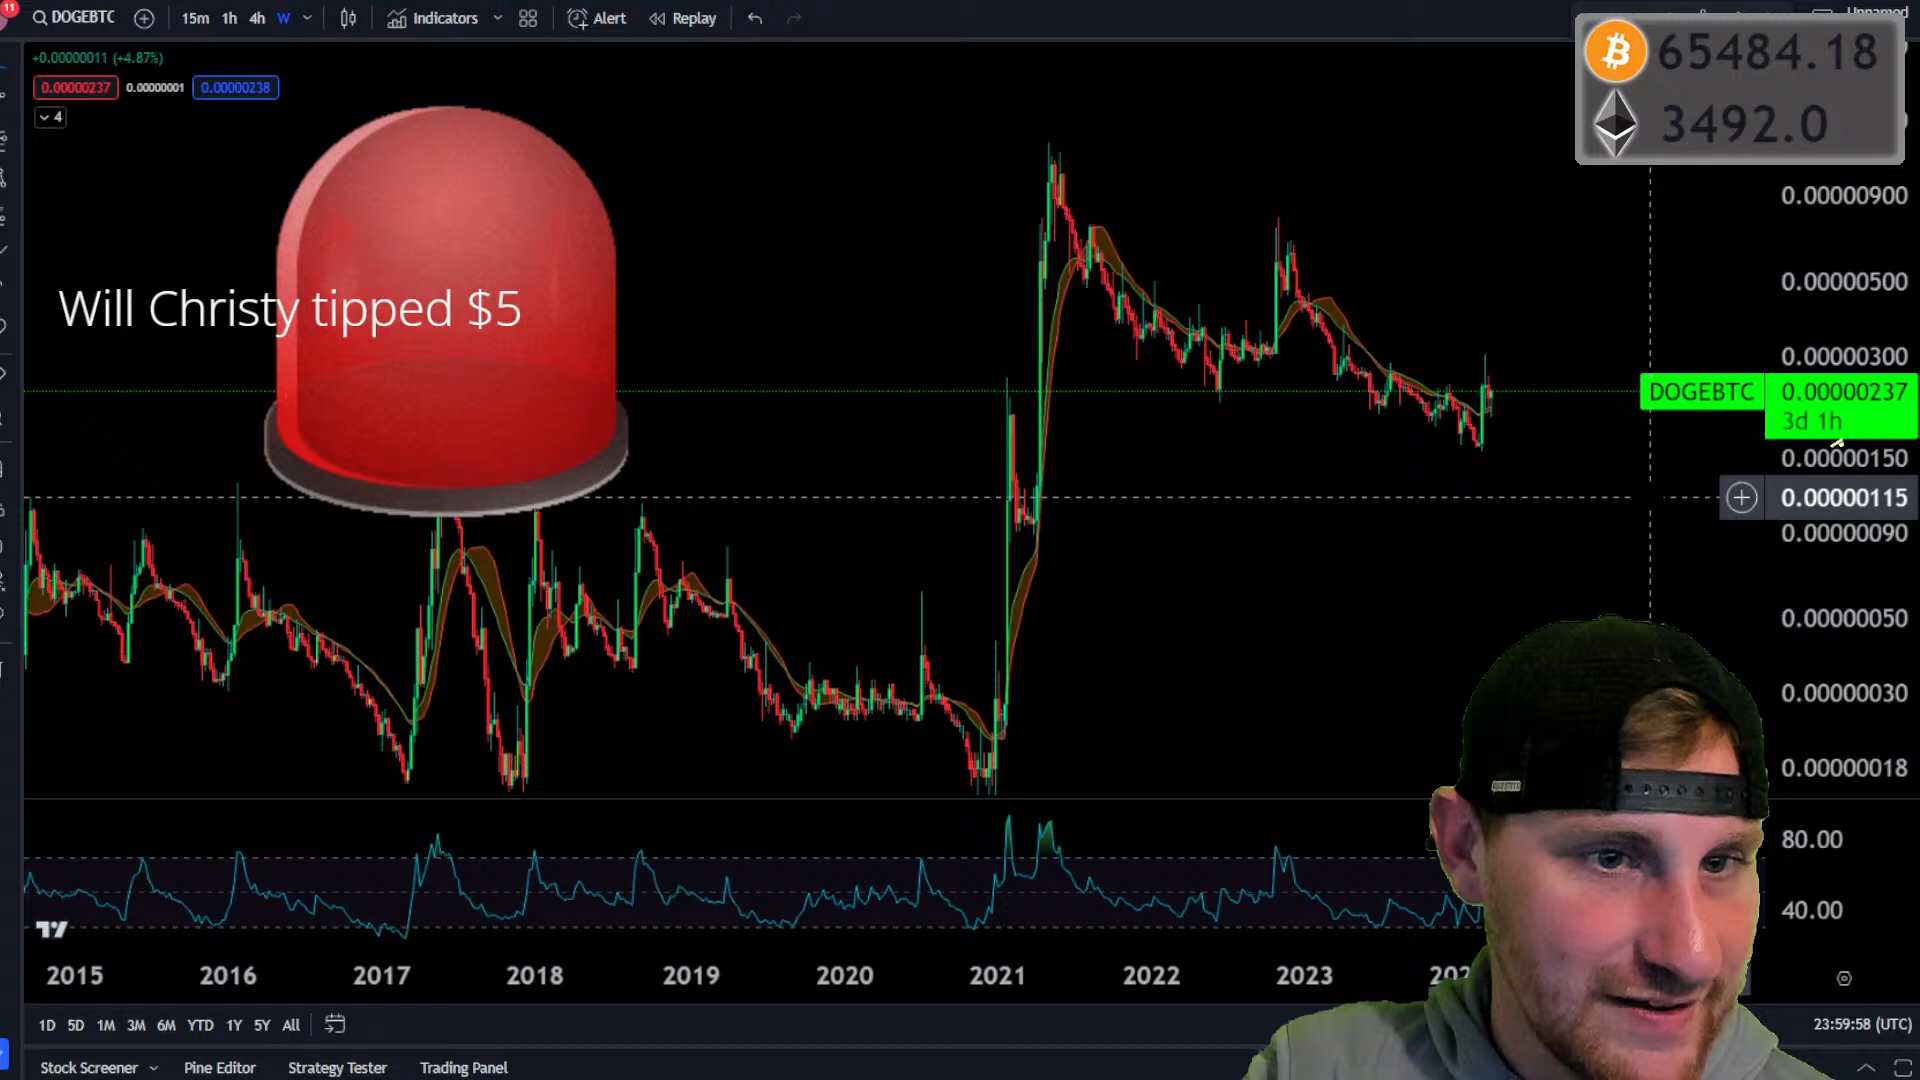 11
DOGEBTC
15m 1h 4h W
Indicators
Alert
Replay
+0.00000011 (+4.87%)
0.00000237 0.00000001 0.00000238
4
65484.18
3492.0
Will Christy tipped $5
0.00000900
0.00000500
0.00000300
DOGEBTC 0.00000237
3d 1h
0.00000150
0.00000115
0.00000090
0.00000050
0.00000030
0.00000018
80.00
40.00
2015 2016 2017 2018 2019 2020 2021 2022 2023
1D 5D 1M 3M 6M YTD 1Y 5Y All
23:59:58 (UTC)
Stock Screener Pine Editor Strategy Tester Trading Panel